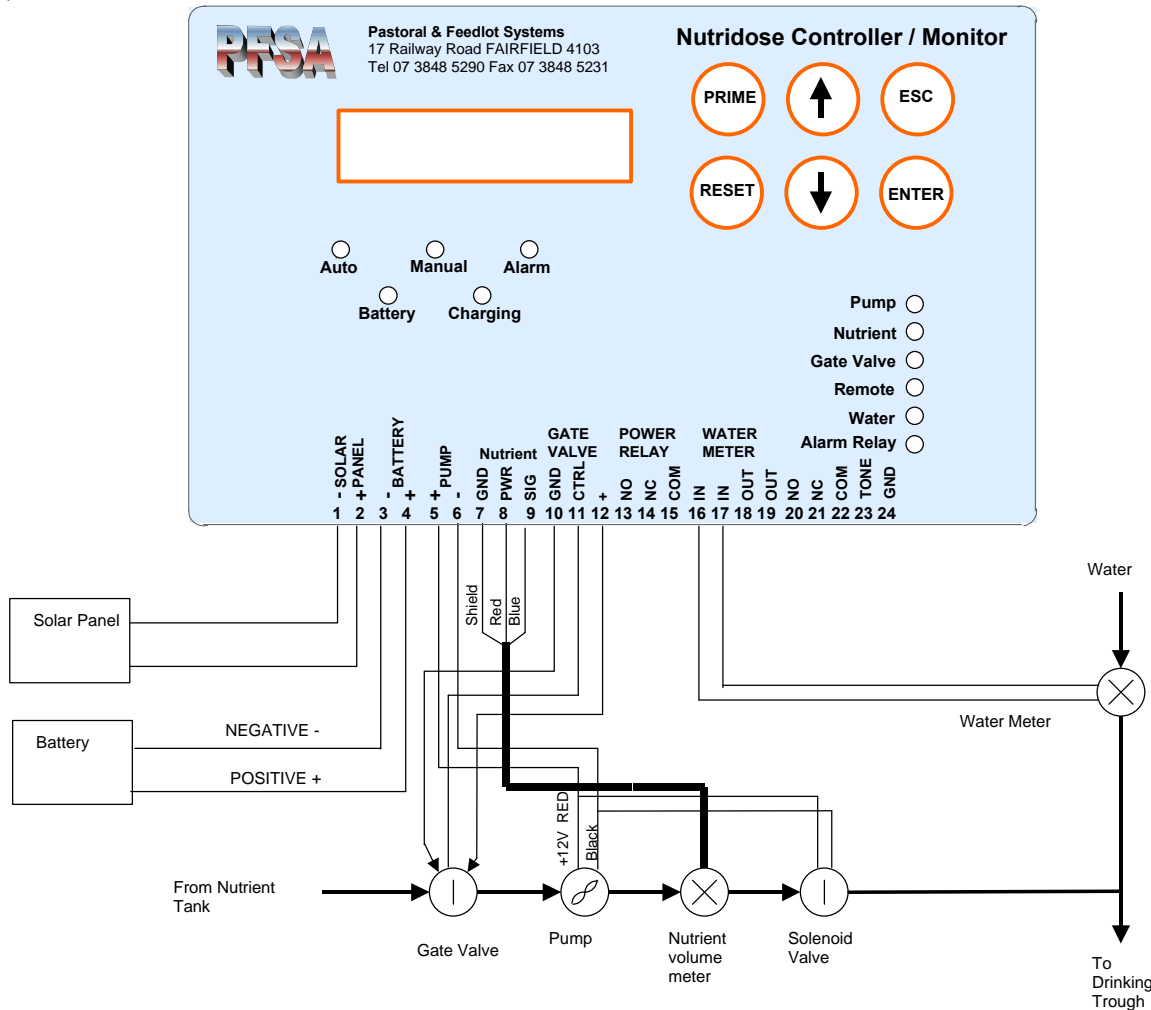 PFSA
Pastoral & Feedlot Systems
17 Railway Road FAIRFIELD 4103
Tel 07 3848 5290 Fax 07 3848 5231
Nutridose Controller / Monitor
PRIME
ESC
RESET
ENTER
Auto
Manual
Alarm
Battery
Charging
Pump
Nutrient
Gate Valve
Remote
Water
Alarm Relay
SOLAR
PANEL
BATTERY
PUMP
Nutrient
GATE
VALVE
POWER
RELAY
WATER
METER
- + - + + - GND PWR SIG GND CTRL + NO NC COM IN IN OUT OUT NO NC COM TONE GND
1 2 3 4 5 6 7 8 9 10 11 12 13 14 15 16 17 18 19 20 21 22 23 24
Shield
Red
Blue
Water
Solar Panel
Water Meter
Battery
NEGATIVE -
POSITIVE +
+12V RED
Black
From Nutrient
Tank
Gate Valve
Pump
Nutrient
volume
meter
Solenoid
Valve
To
Drinking
Trough